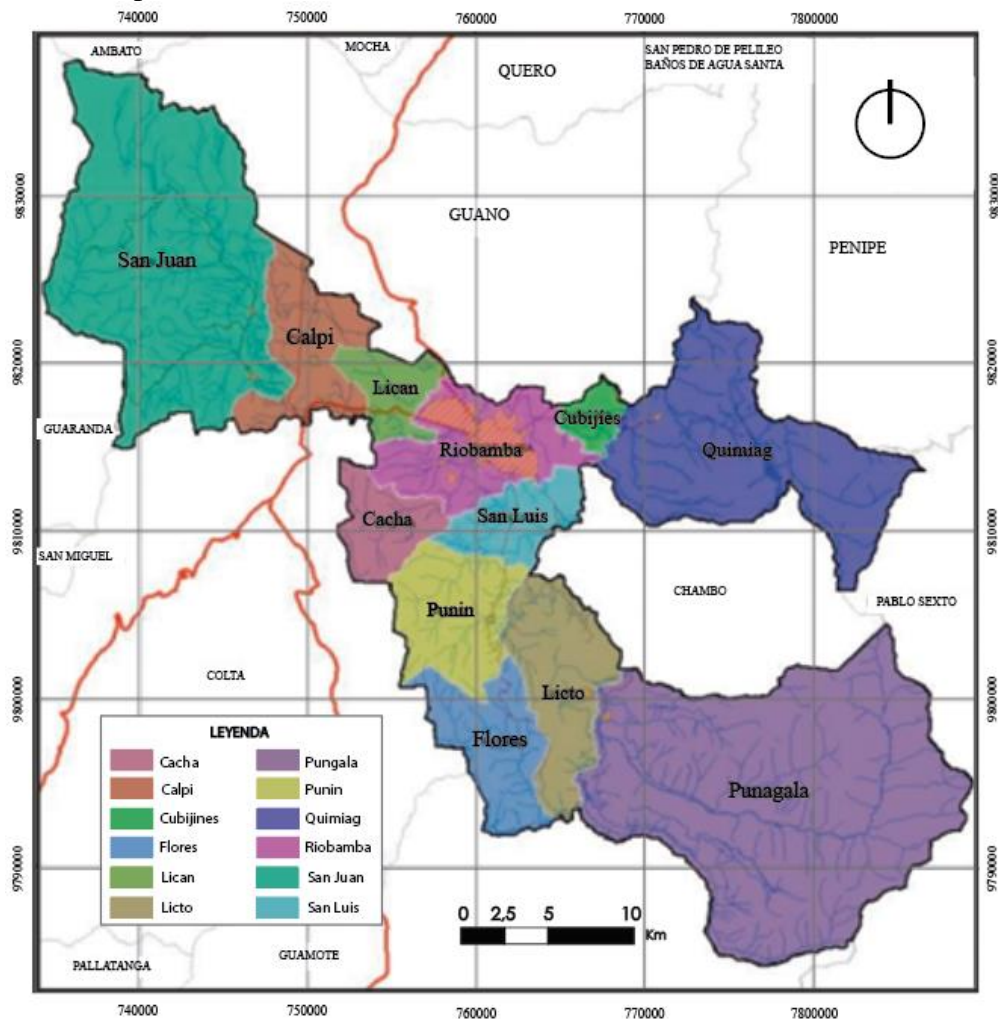 740000 750000 760000 770000 7800000
AMBATO
MOCHA
SAN PEDRO DE PELILEO
BAÑOS DE AGUA SANTA
QUERO
9830000
9830000
GUANO
PENIPE
San Juan
Calpi
9820000
9820000
Lican
Cubijíes
GUARANDA
Riobamba
Quimiag
San Luis
Cacha
9810000
9810000
SAN MIGUEL
CHAMBO
PABLO SEXTO
Punin
COLTA
Licto
9800000
9800000
Flores
Punagala
LEYENDA
Cacha
Calpi
Cubijines
Flores
Lican
Licto
Pungala
Punin
Quimiag
Riobamba
San Juan
San Luis
9790000
9790000
0 2,5 5 10
Km
PALLATANGA
GUAMOTE
740000 750000 760000 770000 7800000